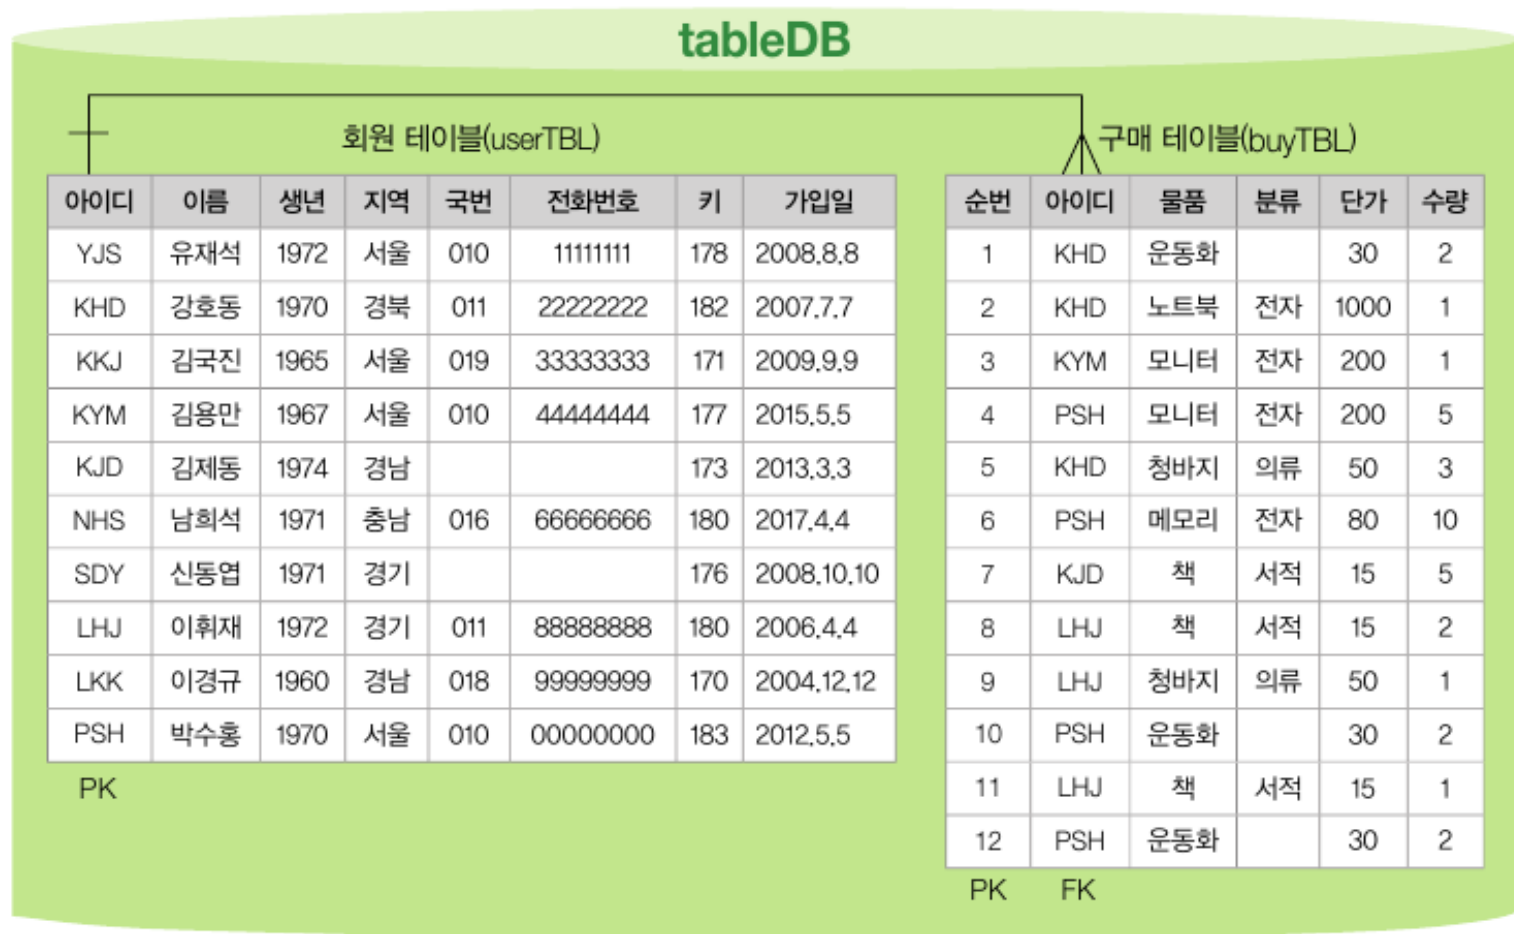 tableDB
회원 테이블(userTBL)
아이디 이름 생년 지역 국번 전화번호 키 가입일
YJS 유재석 1972 서울 010 11111111 178 2008.8.8
KHD 강호동 1970 경북 011 22222222 182 2007.7.7
KKJ 김국진 1965 서울 019 33333333 171 2009.9.9
KYM 김용만 1967 서울 010 44444444 177 2015.5.5
KJD 김제동 1974 경남 173 2013.3.3
NHS 남희석 1971 충남 016 66666666 180 2017.4.4
SDY 신동엽 1971 경기 176 2008.10.10
LHJ 이휘재 1972 경기 011 88888888 180 2006.4.4
LKK 이경규 1960 경남 018 99999999 170 2004.12.12
PSH 박수홍 1970 서울 010 00000000 183 2012.5.5
PK
구매 테이블(buyTBL)
순번 아이디 물품 분류 단가 수량
1 KHD 운동화 30 2
2 KHD 노트북 전자 1000 1
3 KYM 모니터 전자 200 1
4 PSH 모니터 전자 200 5
5 KHD 청바지 의류 50 3
6 PSH 메모리 전자 80 10
7 KJD 책 서적 15 5
8 LHJ 책 서적 15 2
9 LHJ 청바지 의류 50 1
10 PSH 운동화 30 2
11 LHJ 책 서적 15 1
12 PSH 운동화 30 2
PK FK